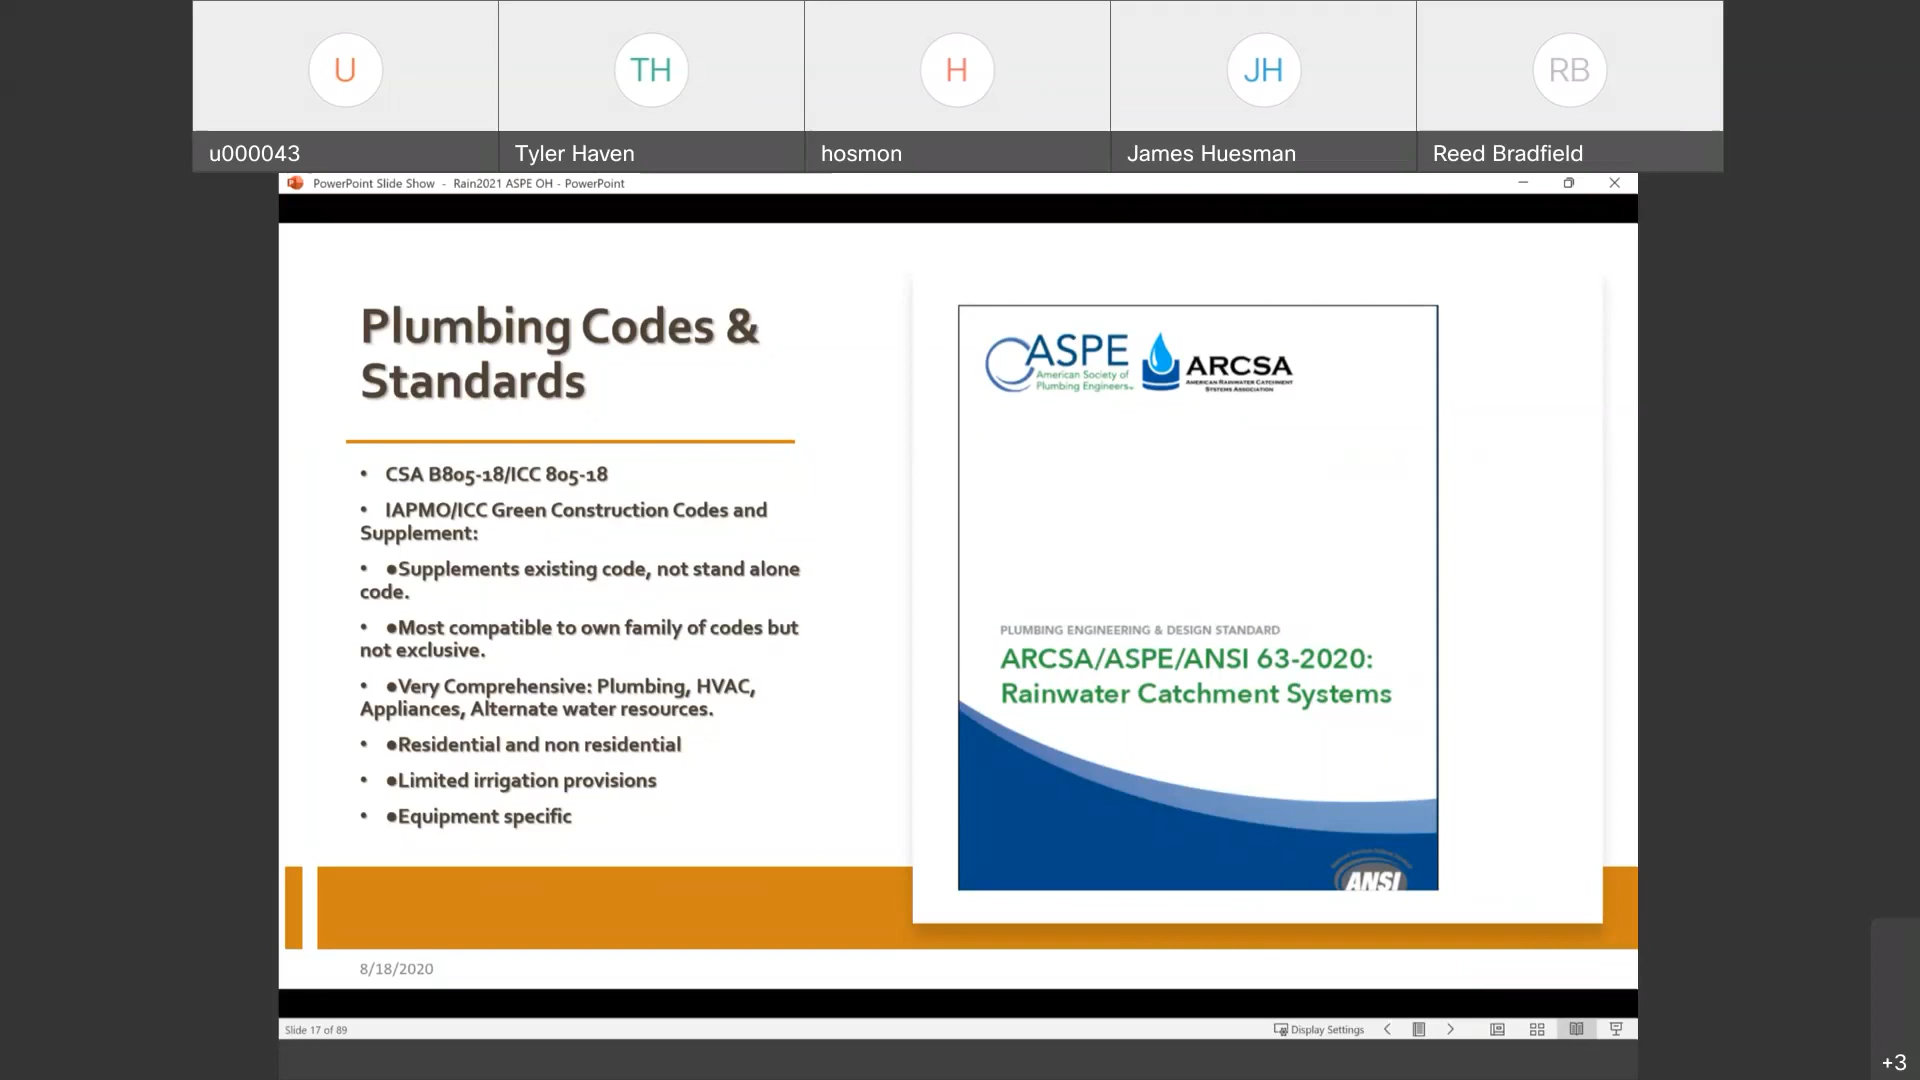 U
TH
H
JH
RB
u000043
Tyler Haven
hosmon
James Huesman
Reed Bradfield
PowerPoint Slide Show - Rain2021 ASPE OH - PowerPoint
Plumbing Codes &
Standards
• CSA B805-18/ICC 805-18
• IAPMO/ICC Green Construction Codes and
Supplement:
• ●Supplements existing code, not stand alone
code.
• ●Most compatible to own family of codes but
not exclusive.
• ●Very Comprehensive: Plumbing, HVAC,
Appliances, Alternate water resources.
• ●Residential and non residential
• ●Limited irrigation provisions
• ●Equipment specific
8/18/2020
ASPE
American Society of
Plumbing Engineers
ARCSA
AMERICAN RAINWATER CATCHMENT
SYSTEMS ASSOCIATION
PLUMBING ENGINEERING & DESIGN STANDARD
ARCSA/ASPE/ANSI 63-2020:
Rainwater Catchment Systems
ANSI
Slide 17 of 89
Display Settings
+3